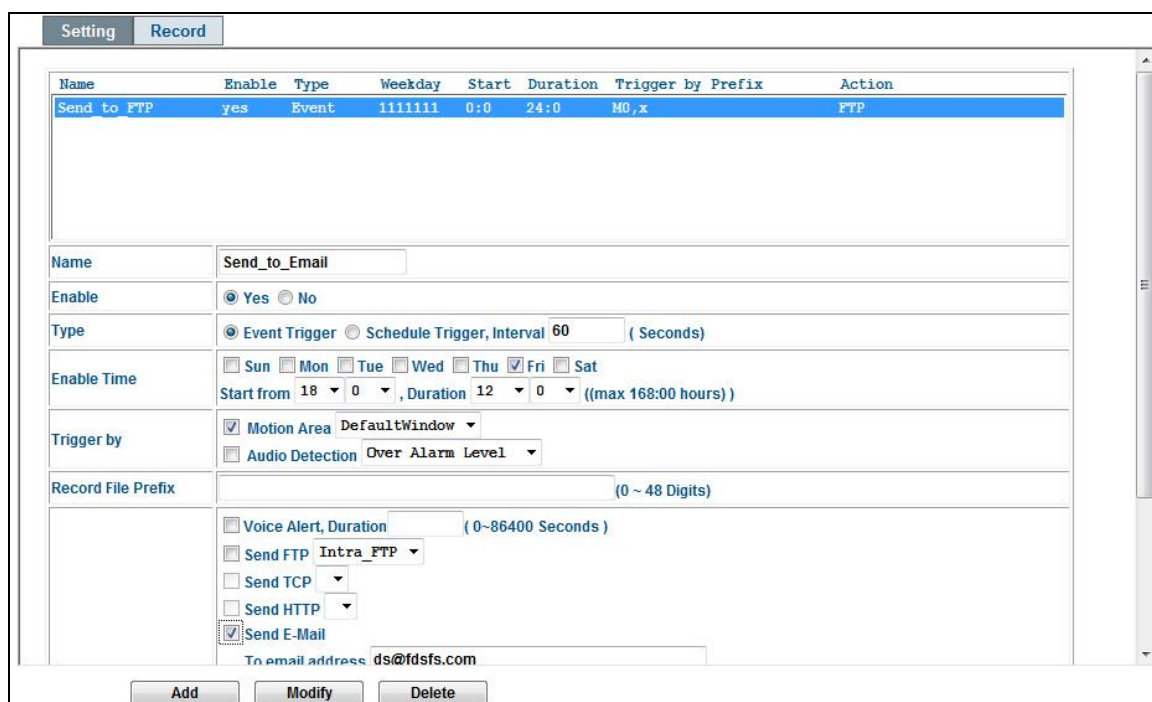 Setting Record
Name Enable Type Weekday Start Duration Trigger by Prefix Action
Send_to_FTP yes Event 1111111 0:0 24:0 M0,x FTP
Name Send_to_Email
Enable Yes No
Type Event Trigger Schedule Trigger, Interval 60 ( Seconds)
Enable Time Sun Mon Tue Wed Thu Fri Sat
Start from 18 0 , Duration 12 0 ((max 168:00 hours) )
Trigger by Motion Area DefaultWindow
Audio Detection Over Alarm Level
Record File Prefix (0 ~ 48 Digits)
Voice Alert, Duration ( 0~86400 Seconds )
Send FTP Intra_FTP
Send TCP
Send HTTP
Send E-Mail
To email address ds@fdsfs.com
Add Modify Delete